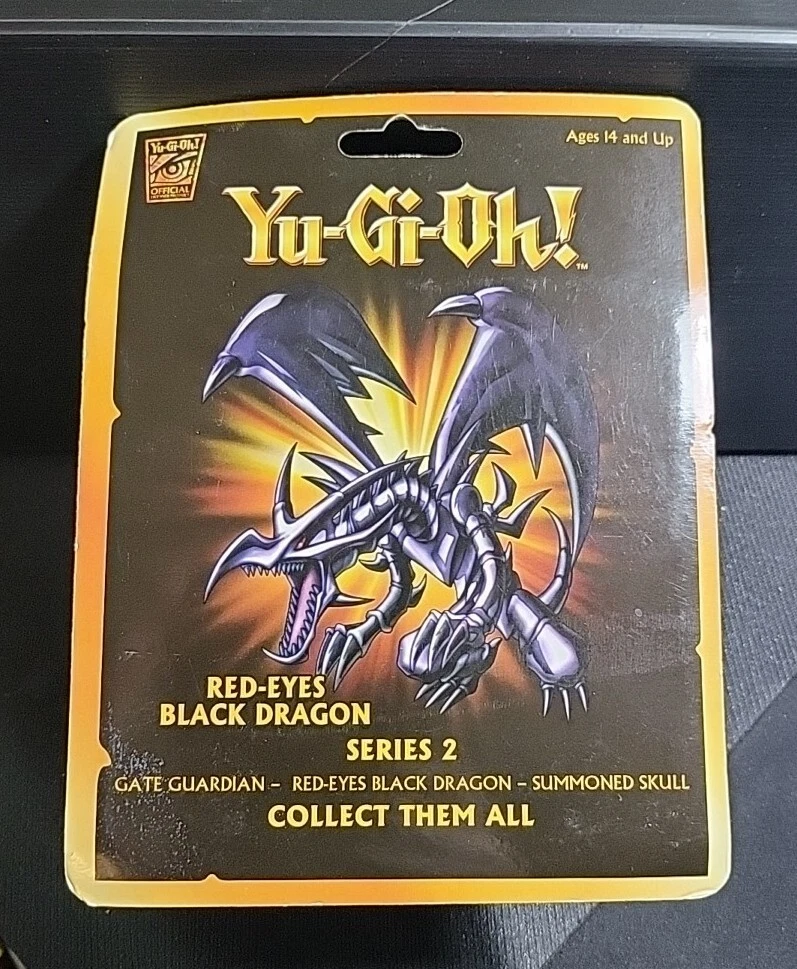 Yu-Gi-Oh!
OFFICIAL
Ages 14 and Up
Yu-Gi-Oh!™
RED-EYES
BLACK DRAGON
SERIES 2
GATE GUARDIAN – RED-EYES BLACK DRAGON – SUMMONED SKULL
COLLECT THEM ALL